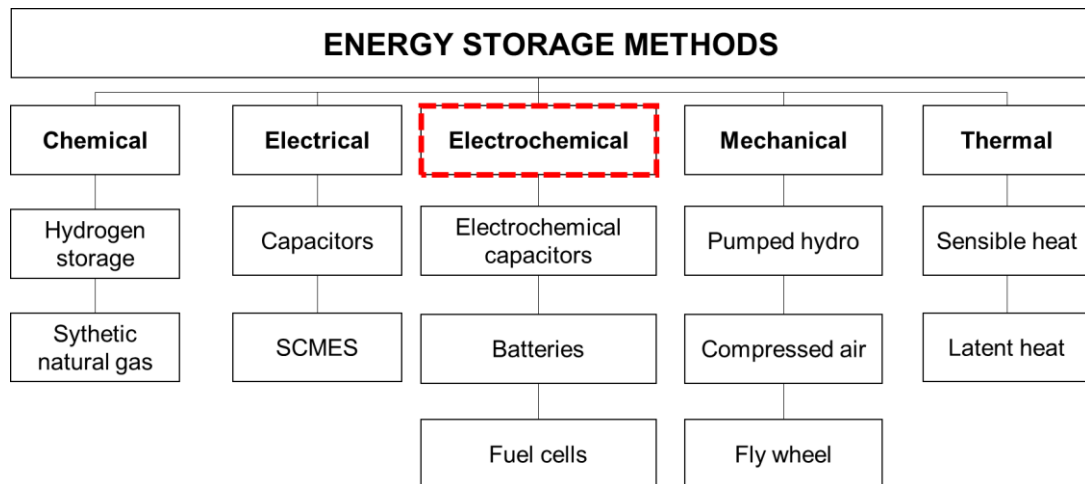 ENERGY STORAGE METHODS
Chemical
Electrical
Electrochemical
Mechanical
Thermal
Hydrogen
storage
Capacitors
Electrochemical
capacitors
Pumped hydro
Sensible heat
Sythetic
natural gas
SCMES
Batteries
Compressed air
Latent heat
Fuel cells
Fly wheel